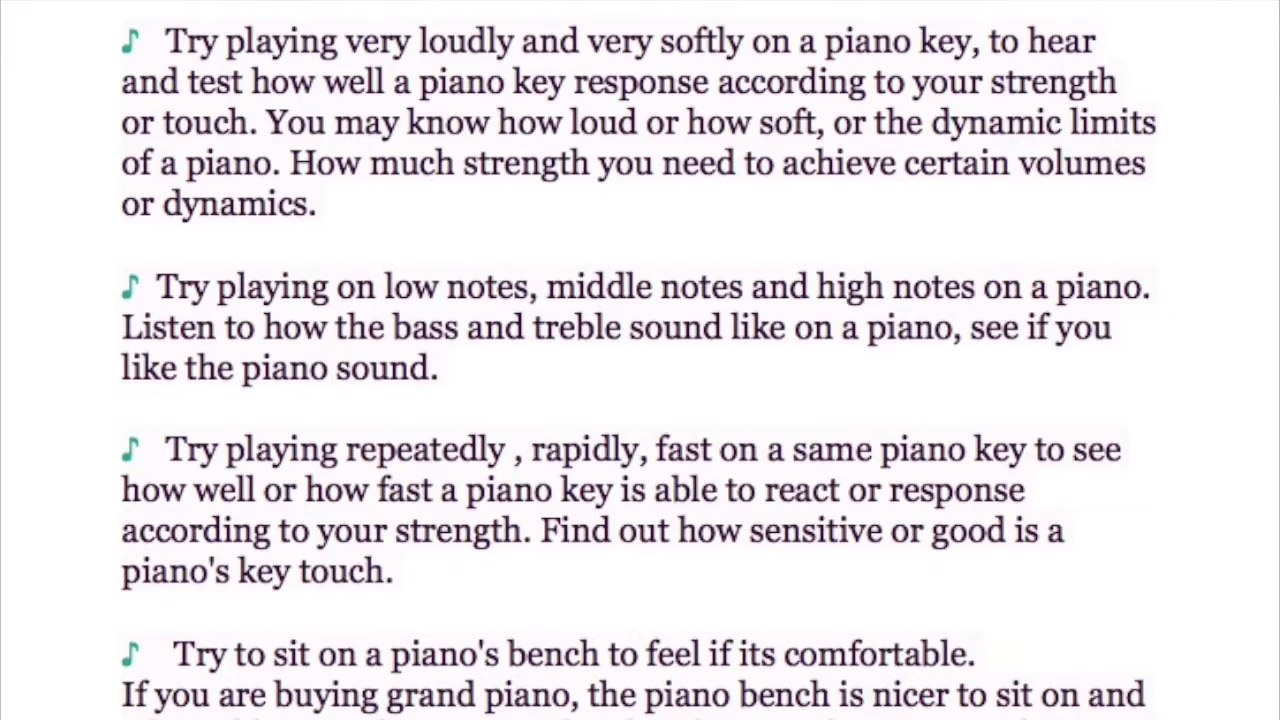 ♪ Try playing very loudly and very softly on a piano key, to hear
and test how well a piano key response according to your strength
or touch. You may know how loud or how soft, or the dynamic limits
of a piano. How much strength you need to achieve certain volumes
or dynamics.
♪ Try playing on low notes, middle notes and high notes on a piano.
Listen to how the bass and treble sound like on a piano, see if you
like the piano sound.
♪ Try playing repeatedly , rapidly, fast on a same piano key to see
how well or how fast a piano key is able to react or response
according to your strength. Find out how sensitive or good is a
piano's key touch.
♪ Try to sit on a piano's bench to feel if its comfortable.
If you are buying grand piano, the piano bench is nicer to sit on and